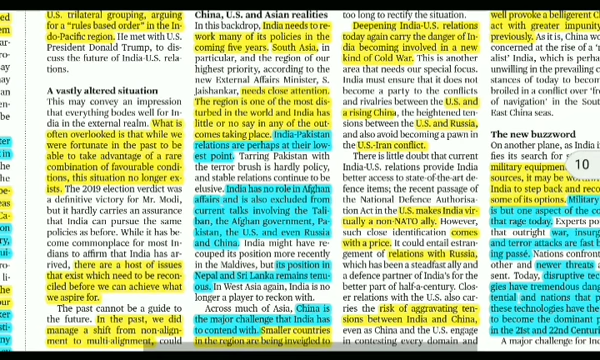 U.S. trilateral grouping, arguing
for a “rules based order” in the In-
do-Pacific region. He met with U.S.
President Donald Trump, to dis-
cuss the future of India-U.S. rela-
tions.
A vastly altered situation
This may convey an impression
that everything bodes well for In-
dia in the external realm. What is
often overlooked is that while we
were fortunate in the past to be
able to take advantage of a rare
combination of favourable condi-
tions, this situation no longer ex-
ists. The 2019 election verdict was
a definitive victory for Mr. Modi,
but it hardly carries an assurance
that India can pursue the same
policies as before. While it has be-
come commonplace for most In-
dians to affirm that India has ar-
rived, there are a host of issues
that exist which need to be recon-
ciled before we can achieve what
we aspire for.
The past cannot be a guide to
the future. In the past, we did
manage a shift from non-align-
ment to multi-alignment, could
China, U.S. and Asian realities
In this backdrop, India needs to re-
work many of its policies in the
coming five years. South Asia, in
particular, and the region of our
highest priority, according to the
new External Affairs Minister, S.
Jaishankar, needs close attention.
The region is one of the most dis-
turbed in the world and India has
little or no say in any of the out-
comes taking place. India-Pakistan
relations are perhaps at their low-
est point. Tarring Pakistan with
the terror brush is hardly policy,
and stable relations continue to be
elusive. India has no role in Afghan
affairs and is also excluded from
current talks involving the Tali-
ban, the Afghan government, Pa-
kistan, the U.S. and even Russia
and China. India might have re-
couped its position more recently
in the Maldives, but its position in
Nepal and Sri Lanka remains tenu-
ous. In West Asia again, India is no
longer a player to reckon with.
Across much of Asia, China is
the major challenge that India has
to contend with. Smaller countries
in the region are being inveigled to
too long to rectify the situation.
Deepening India-U.S. relations
today again carry the danger of In-
dia becoming involved in a new
kind of Cold War. This is another
area that needs our special focus.
India must ensure that it does not
become a party to the conflicts
and rivalries between the U.S. and
a rising China, the heightened ten-
sions between the U.S. and Russia,
and also avoid becoming a pawn in
the U.S.-Iran conflict.
There is little doubt that current
India-U.S. relations provide India
better access to state-of-the-art de-
fence items; the recent passage of
the National Defence Authorisa-
tion Act in the U.S. makes India vir-
tually a non-NATO ally. However,
such close identification comes
with a price. It could entail estran-
gement of relations with Russia,
which has been a steadfast ally and
a defence partner of India's for the
better part of half-a-century. Clos-
er relations with the U.S. also car-
ries the risk of aggravating ten-
sions between India and China,
even as China and the U.S. engage
in contesting every domain and
well provoke a belligerent C
act with greater impunity
previously. As it is, China wo
concerned at the rise of a 'n
alist' India, which is perha
unwilling in the prevailing c
stances of today to becom
broiled in a conflict over 'fr
of navigation' in the South
East China seas.
The new buzzword
On another plane, as India i
fies its search for
military equipmen
sources, it may be wor
India to step back and reco
some of its options. Military
is but one aspect of the co
that rage today. Experts po
that outright war, insurg
and terror attacks are fast b
ing passé. Nations confront
other and newer threats a
sent. Today, disruptive tec
gies have tremendous dang
tential and nations that p
these technologies have the
to become dominant
in the 21st and 22nd Centuri
A major challenge for In
10